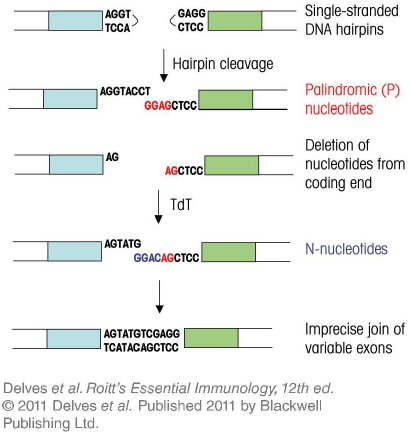 AGGT GAGG Single-stranded
TCCA CTCC DNA hairpins
Hairpin cleavage
AGGTACCT Palindromic (P)
GGAGCTCC nucleotides
Deletion of
AG nucleotides from
AGCTCC coding end
TdT
AGTATG N-nucleotides
GGACAGCTCC
AGTATGTCGAGG Imprecise join of
TCATACAGCTCC variable exons
Delves et al. Roitt's Essential Immunology, 12th ed.
© 2011 Delves et al. Published 2011 by Blackwell
Publishing Ltd.